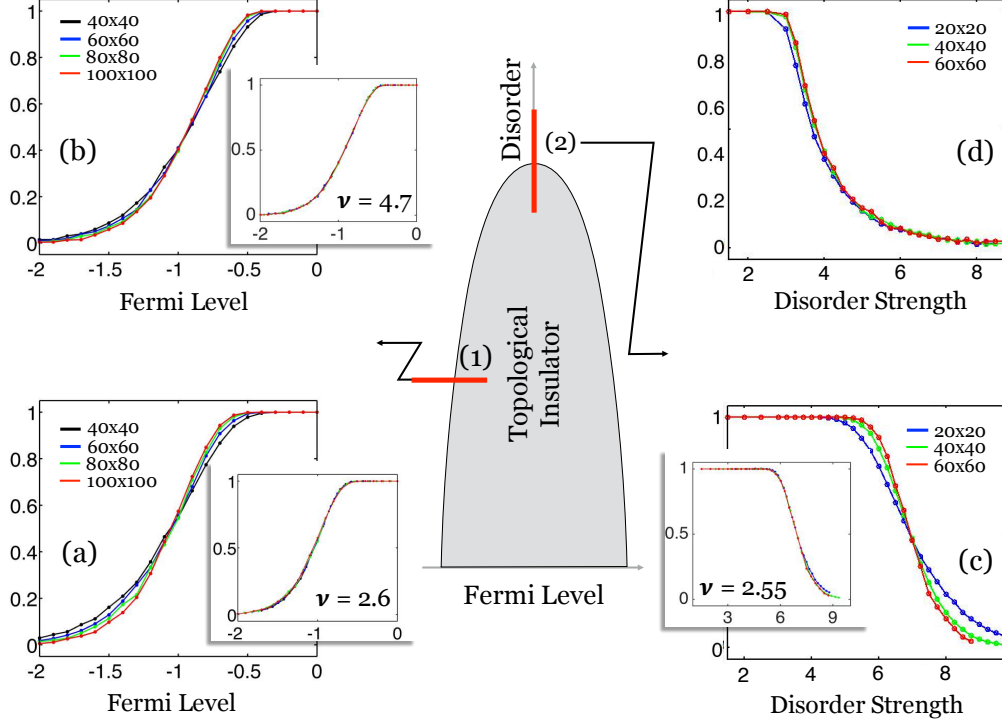 1
0.8
0.6
0.4
0.2
0
40x40
60x60
80x80
100x100
(b)
1
0.5
0
-2
-1
0
ν = 4.7
-2
-1.5
-1
-0.5
0
Fermi Level
1
0.8
0.6
0.4
0.2
0
40x40
60x60
80x80
100x100
(a)
1
0.5
0
-2
-1
0
ν = 2.6
-2
-1.5
-1
-0.5
0
Fermi Level
Disorder
(2)
(1)
Topological
Insulator
Fermi Level
1
0.8
0.6
0.4
0.2
0
20x20
40x40
60x60
(d)
2
4
6
8
Disorder Strength
1
0.8
0.6
0.4
0.2
0
20x20
40x40
60x60
(c)
1
0.5
0
3
6
9
ν = 2.55
2
4
6
8
Disorder Strength